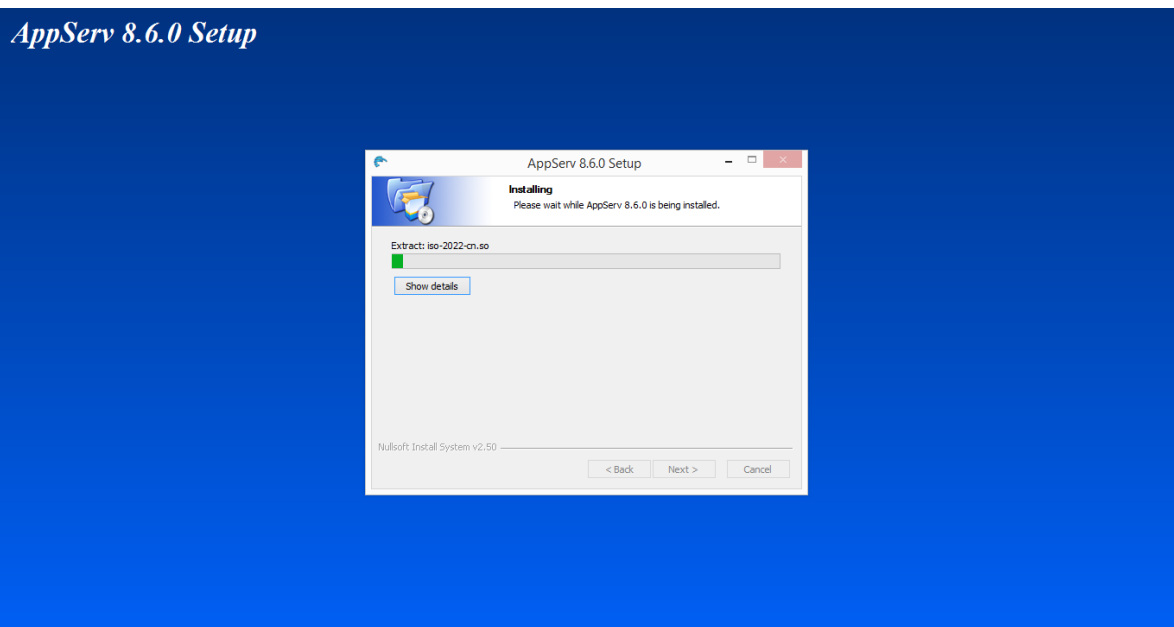 AppServ 8.6.0 Setup
AppServ 8.6.0 Setup
Installing
Please wait while AppServ 8.6.0 is being installed.
Extract: iso-2022-cn.so
Show details
Nullsoft Install System v2.50
< Back Next > Cancel